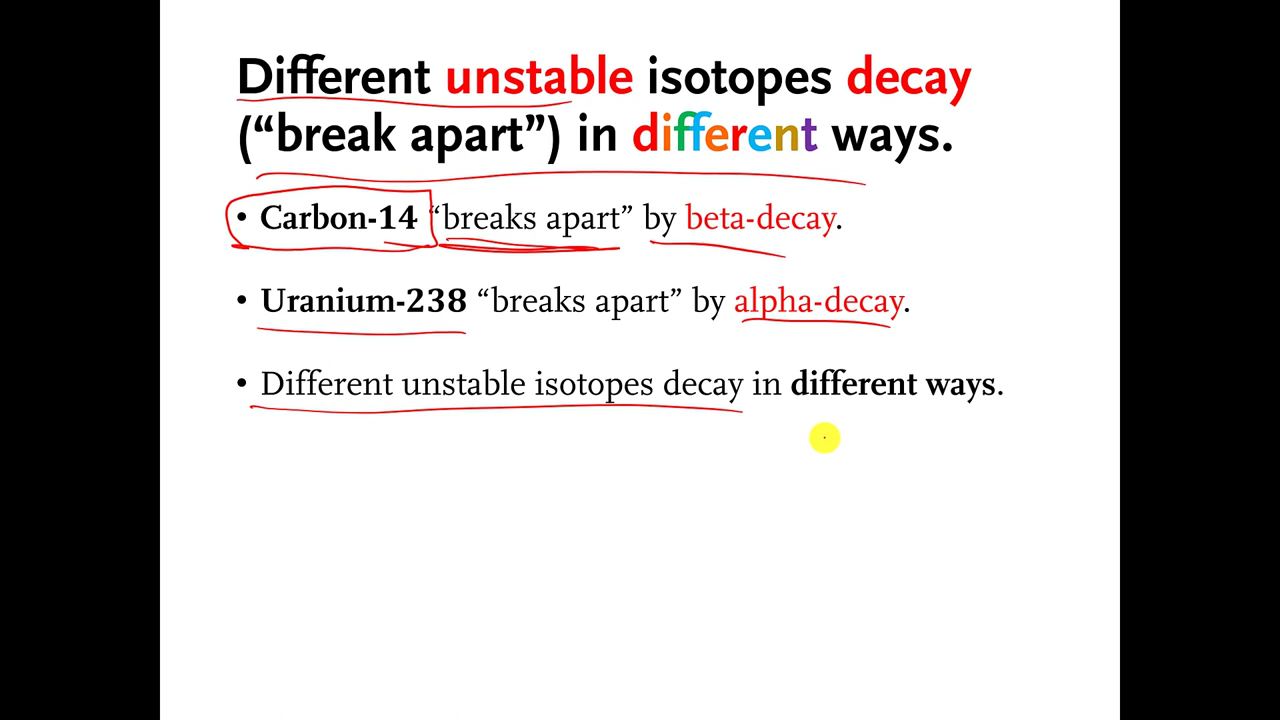 Different unstable isotopes decay
(“break apart”) in different ways.
• Carbon-14 “breaks apart” by beta-decay.
• Uranium-238 “breaks apart” by alpha-decay.
• Different unstable isotopes decay in different ways.